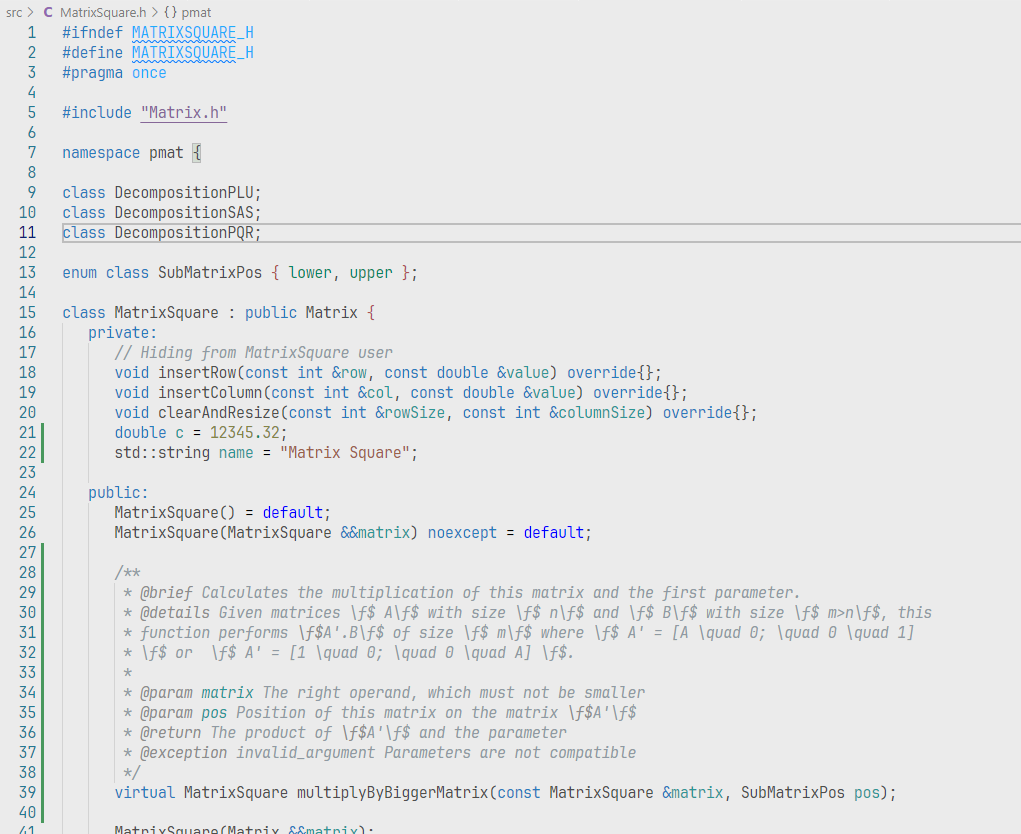 src > C MatrixSquare.h > {} pmat
1 #ifndef MATRIXSQUARE_H
2 #define MATRIXSQUARE_H
3 #pragma once
4
5 #include "Matrix.h"
6
7 namespace pmat {
8
9 class DecompositionPLU;
10 class DecompositionSAS;
11 class DecompositionPQR;
12
13 enum class SubMatrixPos { lower, upper };
14
15 class MatrixSquare : public Matrix {
16    private:
17       // Hiding from MatrixSquare user
18       void insertRow(const int &row, const double &value) override{};
19       void insertColumn(const int &col, const double &value) override{};
20       void clearAndResize(const int &rowSize, const int &columnSize) override{};
21       double c = 12345.32;
22       std::string name = "Matrix Square";
23
24    public:
25       MatrixSquare() = default;
26       MatrixSquare(MatrixSquare &&matrix) noexcept = default;
27
28       /**
29        * @brief Calculates the multiplication of this matrix and the first parameter.
30        * @details Given matrices \f$ A\f$ with size \f$ n\f$ and \f$ B\f$ with size \f$ m>n\f$, this
31        * function performs \f$A'.B\f$ of size \f$ m\f$ where \f$ A' = [A \quad 0; \quad 0 \quad 1]
32        * \f$ or  \f$ A' = [1 \quad 0; \quad 0 \quad A] \f$.
33        *
34        * @param matrix The right operand, which must not be smaller
35        * @param pos Position of this matrix on the matrix \f$A'\f$
36        * @return The product of \f$A'\f$ and the parameter
37        * @exception invalid_argument Parameters are not compatible
38        */
39       virtual MatrixSquare multiplyByBiggerMatrix(const MatrixSquare &matrix, SubMatrixPos pos);
40
41       MatrixSquare(Matrix &&matrix);